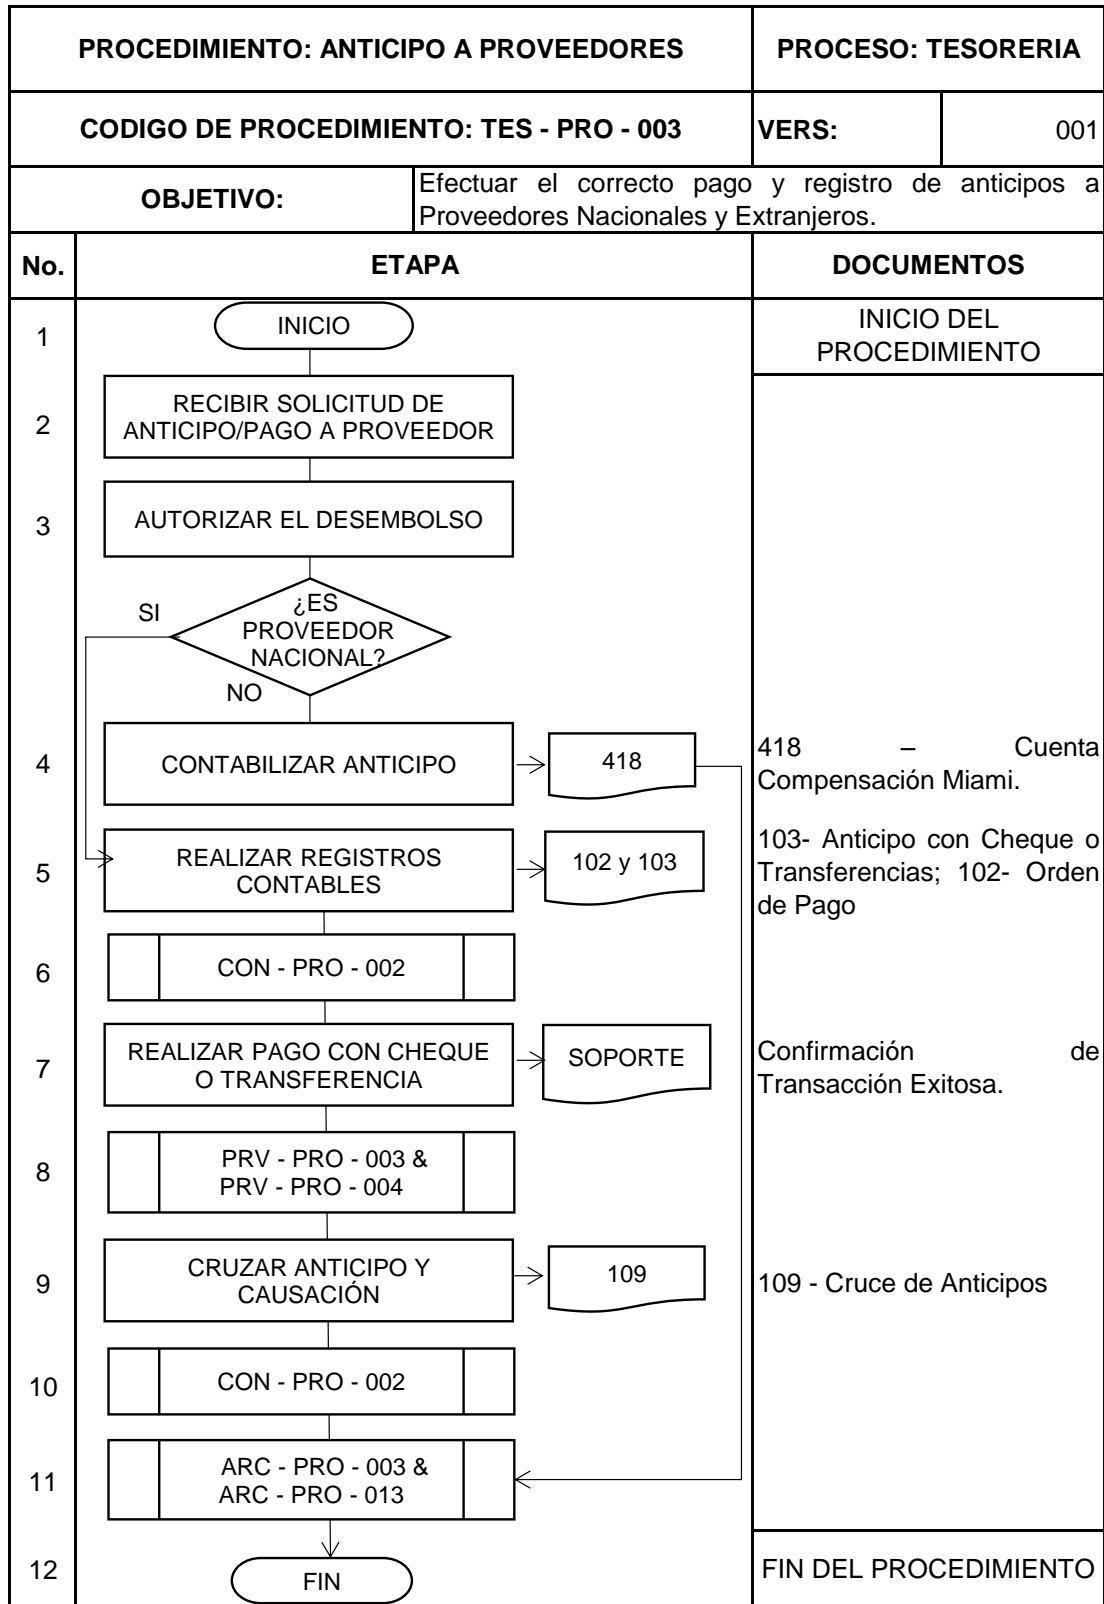 PROCEDIMIENTO: ANTICIPO A PROVEEDORES
PROCESO: TESORERIA
CODIGO DE PROCEDIMIENTO: TES - PRO - 003
VERS:
001
OBJETIVO:
Efectuar el correcto pago y registro de anticipos a
Proveedores Nacionales y Extranjeros.
No.
ETAPA
DOCUMENTOS
1
INICIO
INICIO DEL
PROCEDIMIENTO
2
RECIBIR SOLICITUD DE
ANTICIPO/PAGO A PROVEEDOR
3
AUTORIZAR EL DESEMBOLSO
¿ES
PROVEEDOR
NACIONAL?
SI
NO
4
CONTABILIZAR ANTICIPO
418
418 – Cuenta
Compensación Miami.
5
REALIZAR REGISTROS
CONTABLES
102 y 103
103- Anticipo con Cheque o
Transferencias; 102- Orden
de Pago
6
CON - PRO - 002
7
REALIZAR PAGO CON CHEQUE
O TRANSFERENCIA
SOPORTE
Confirmación de
Transacción Exitosa.
8
PRV - PRO - 003 &
PRV - PRO - 004
9
CRUZAR ANTICIPO Y
CAUSACIÓN
109
109 - Cruce de Anticipos
10
CON - PRO - 002
11
ARC - PRO - 003 &
ARC - PRO - 013
12
FIN
FIN DEL PROCEDIMIENTO